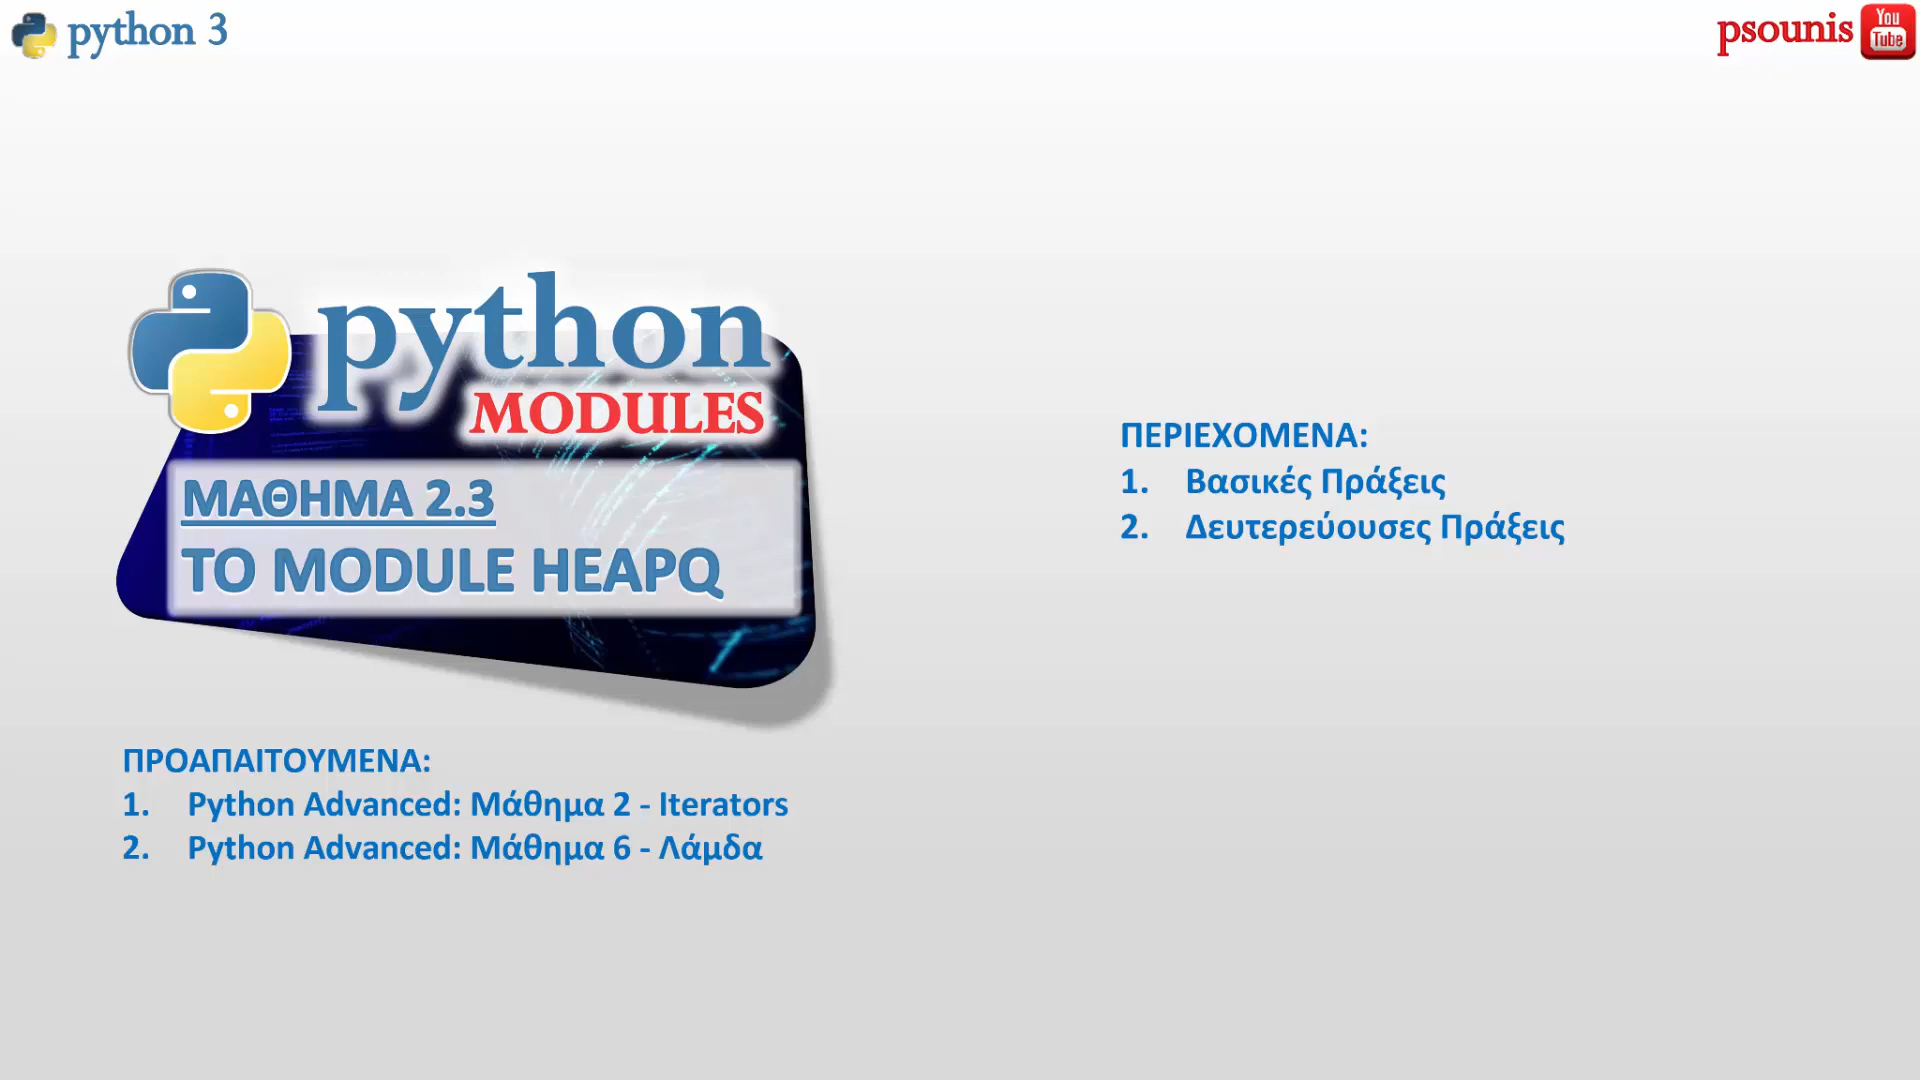 python 3
psounis You Tube
python
MODULES
ΜΑΘΗΜΑ 2.3
ΤΟ MODULE HEAPQ
ΠΡΟΑΠΑΙΤΟΥΜΕΝΑ:
1. Python Advanced: Μάθημα 2 - Iterators
2. Python Advanced: Μάθημα 6 - Λάμδα
ΠΕΡΙΕΧΟΜΕΝΑ:
1. Βασικές Πράξεις
2. Δευτερεύουσες Πράξεις